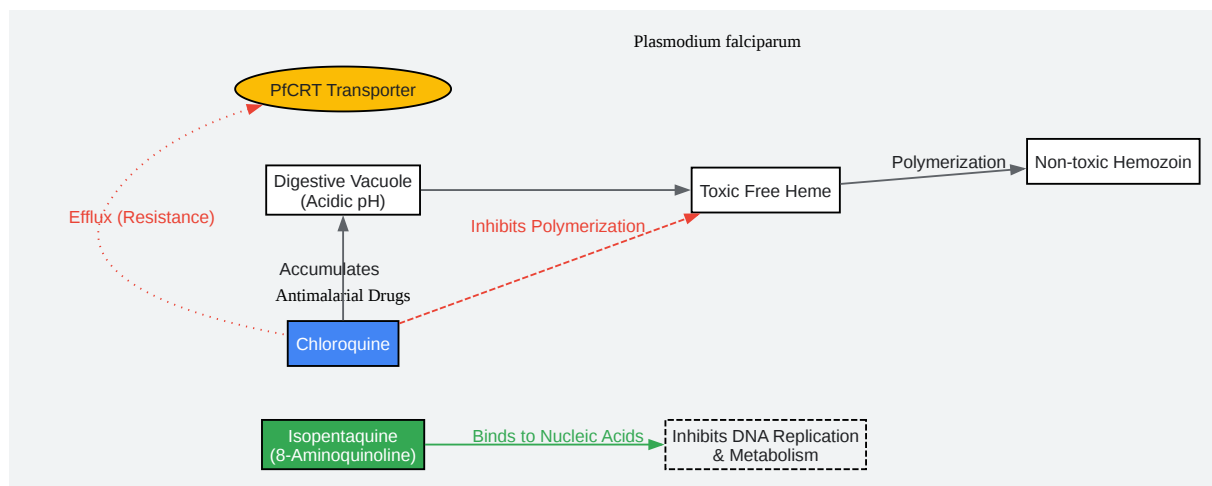 Plasmodium falciparum
PfCRT Transporter
Digestive Vacuole
(Acidic pH)
Toxic Free Heme
Polymerization
Non-toxic Hemozoin
Efflux (Resistance)
Inhibits Polymerization
Accumulates
Antimalarial Drugs
Chloroquine
Isopentaquine
(8-Aminoquinoline)
Binds to Nucleic Acids
Inhibits DNA Replication
& Metabolism